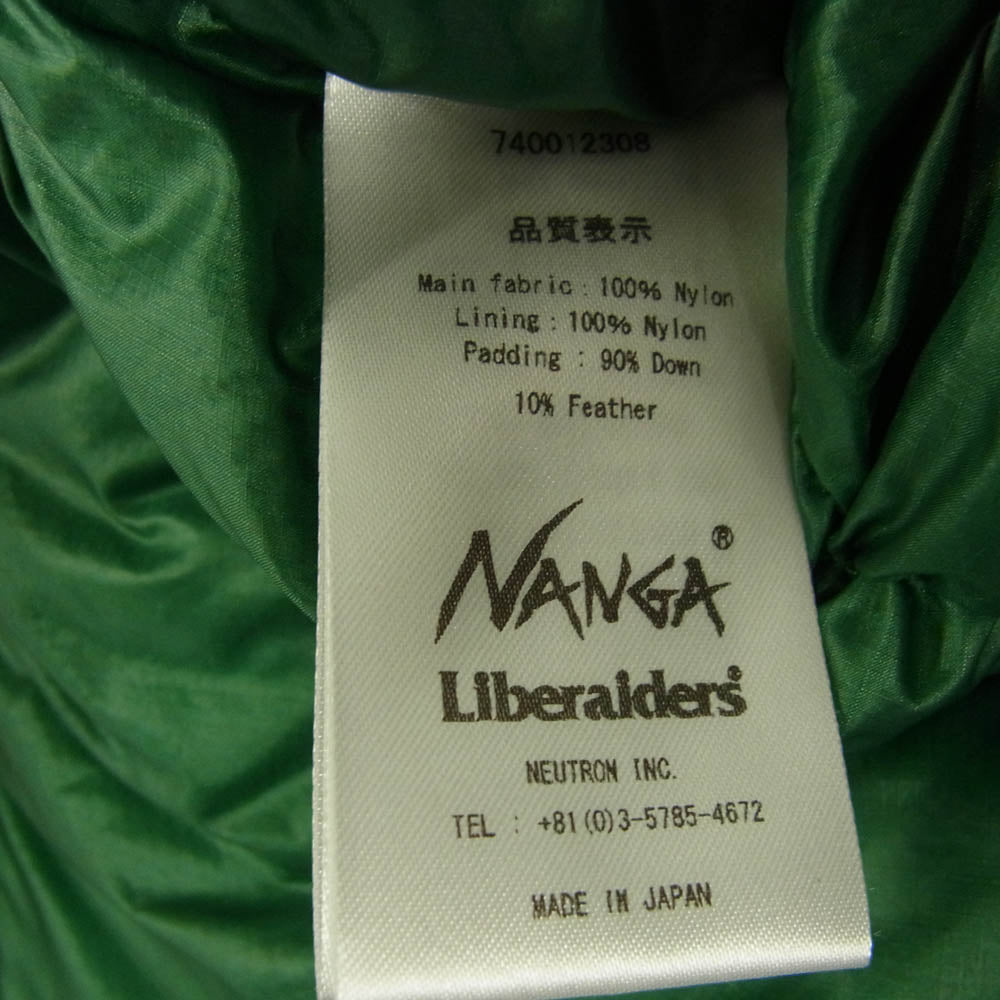 740012308
品質表示
Main fabric : 100% Nylon
Lining : 100% Nylon
Padding : 90% Down
10% Feather
NANGA®
Liberaiders®
NEUTRON INC.
TEL : +81(0)3-5785-4672
MADE IN JAPAN